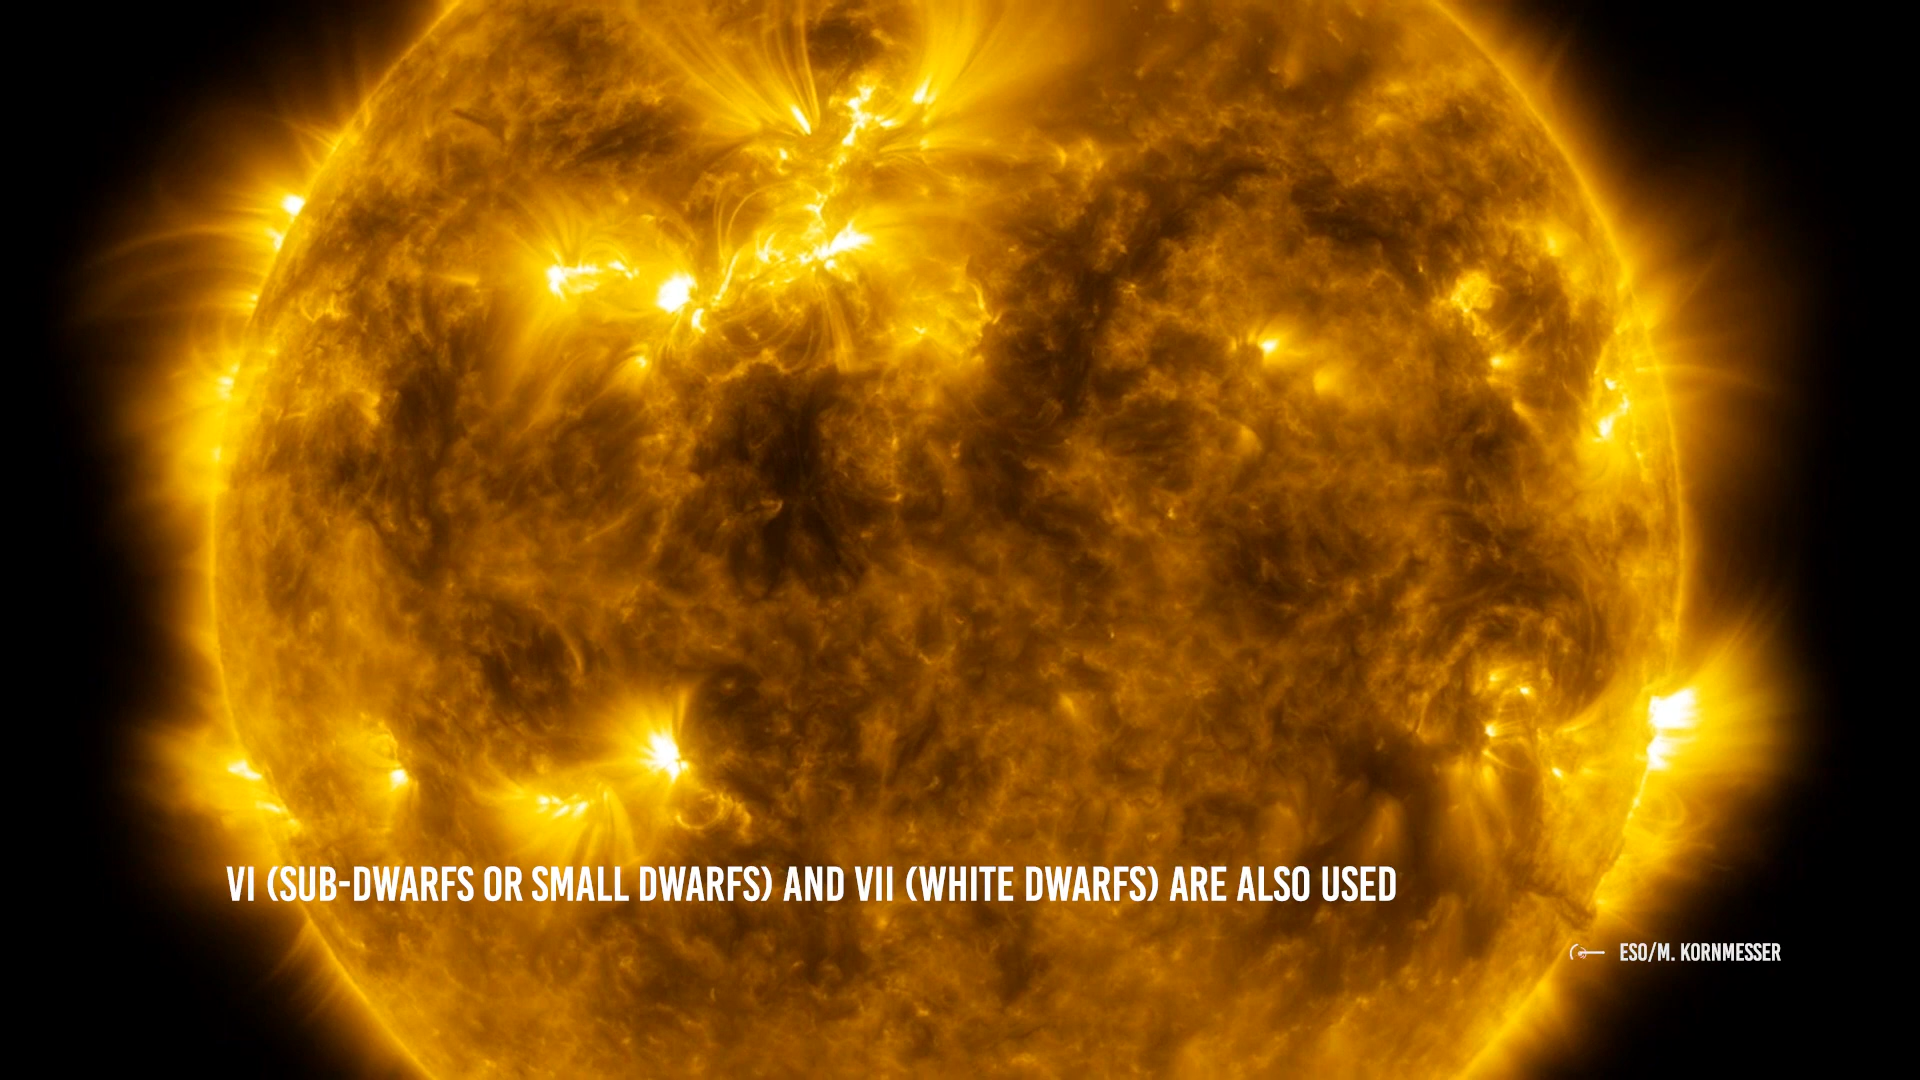 VI (SUB-DWARFS OR SMALL DWARFS) AND VII (WHITE DWARFS) ARE ALSO USED
ESO/M. KORNMESSER